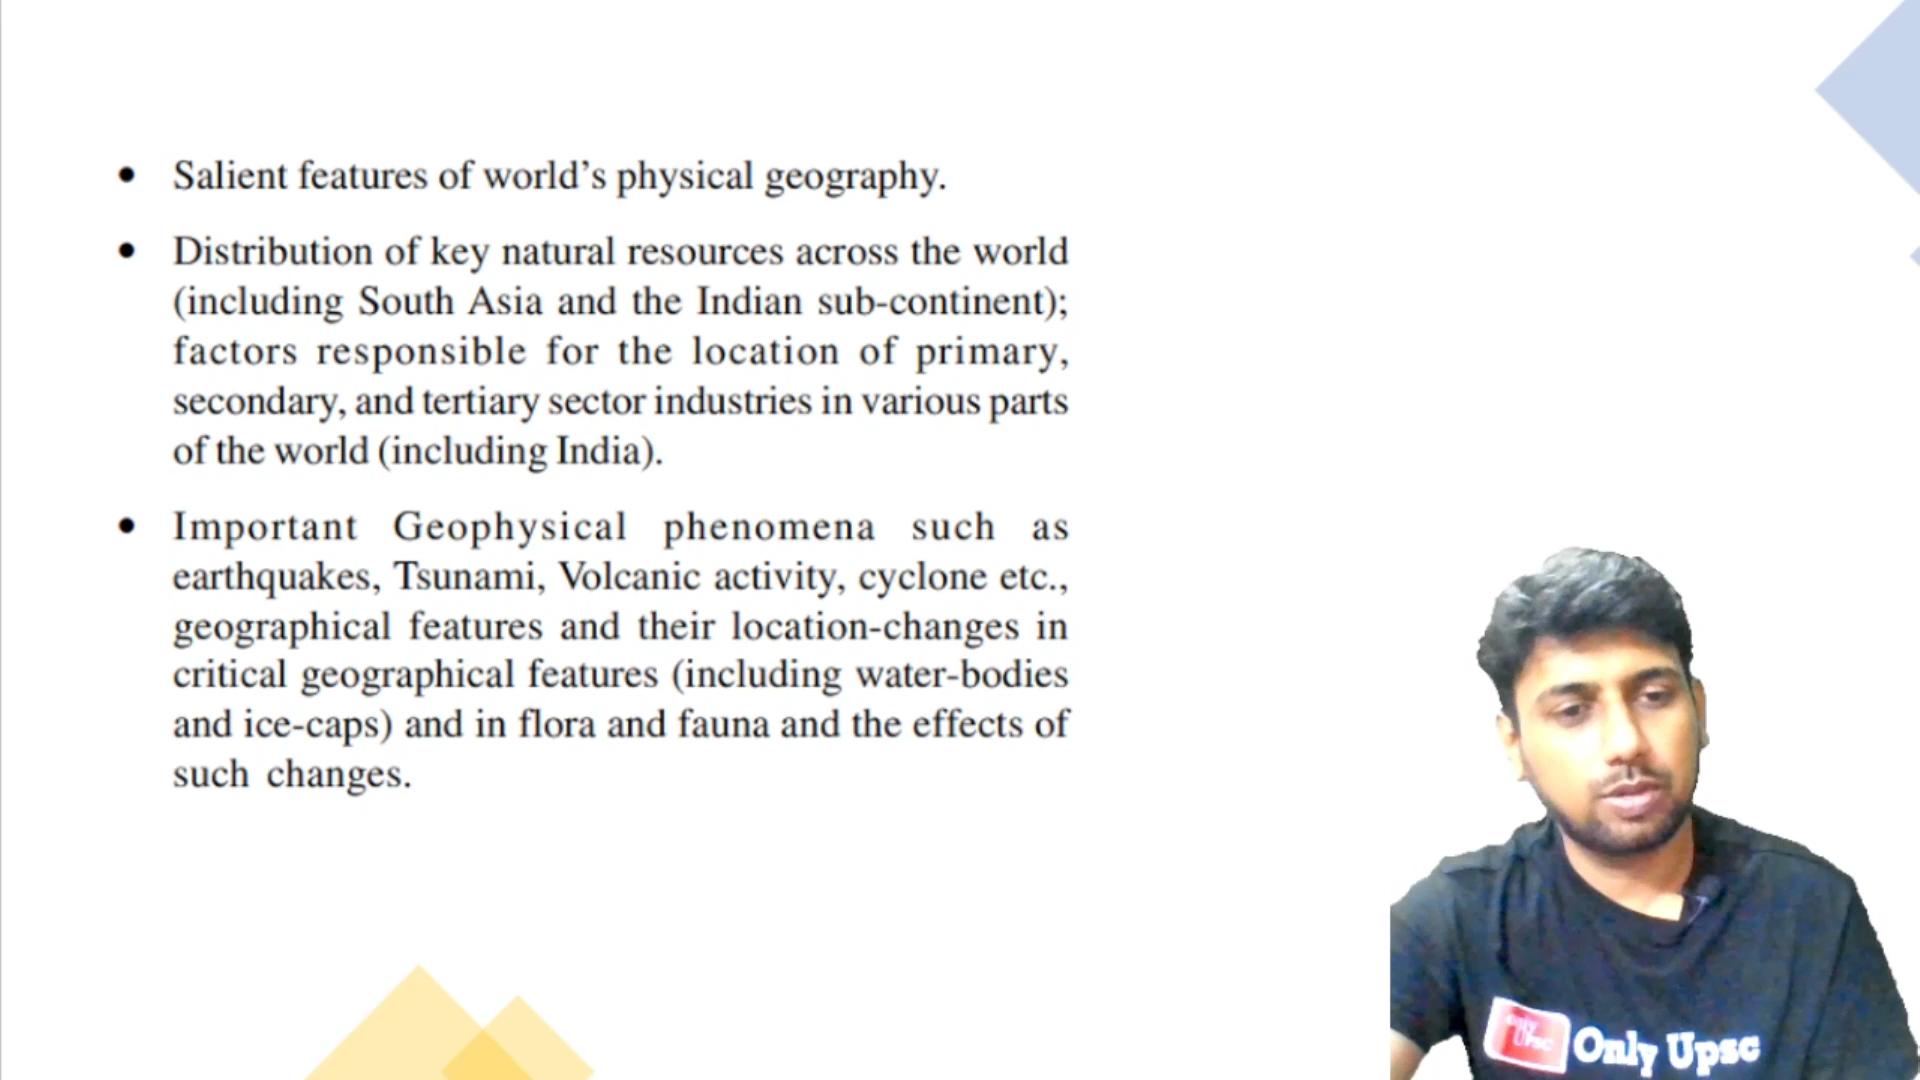 • Salient features of world’s physical geography.
• Distribution of key natural resources across the world
(including South Asia and the Indian sub-continent);
factors responsible for the location of primary,
secondary, and tertiary sector industries in various parts
of the world (including India).
• Important Geophysical phenomena such as
earthquakes, Tsunami, Volcanic activity, cyclone etc.,
geographical features and their location-changes in
critical geographical features (including water-bodies
and ice-caps) and in flora and fauna and the effects of
such changes.
Only
Upsc
Only Upsc